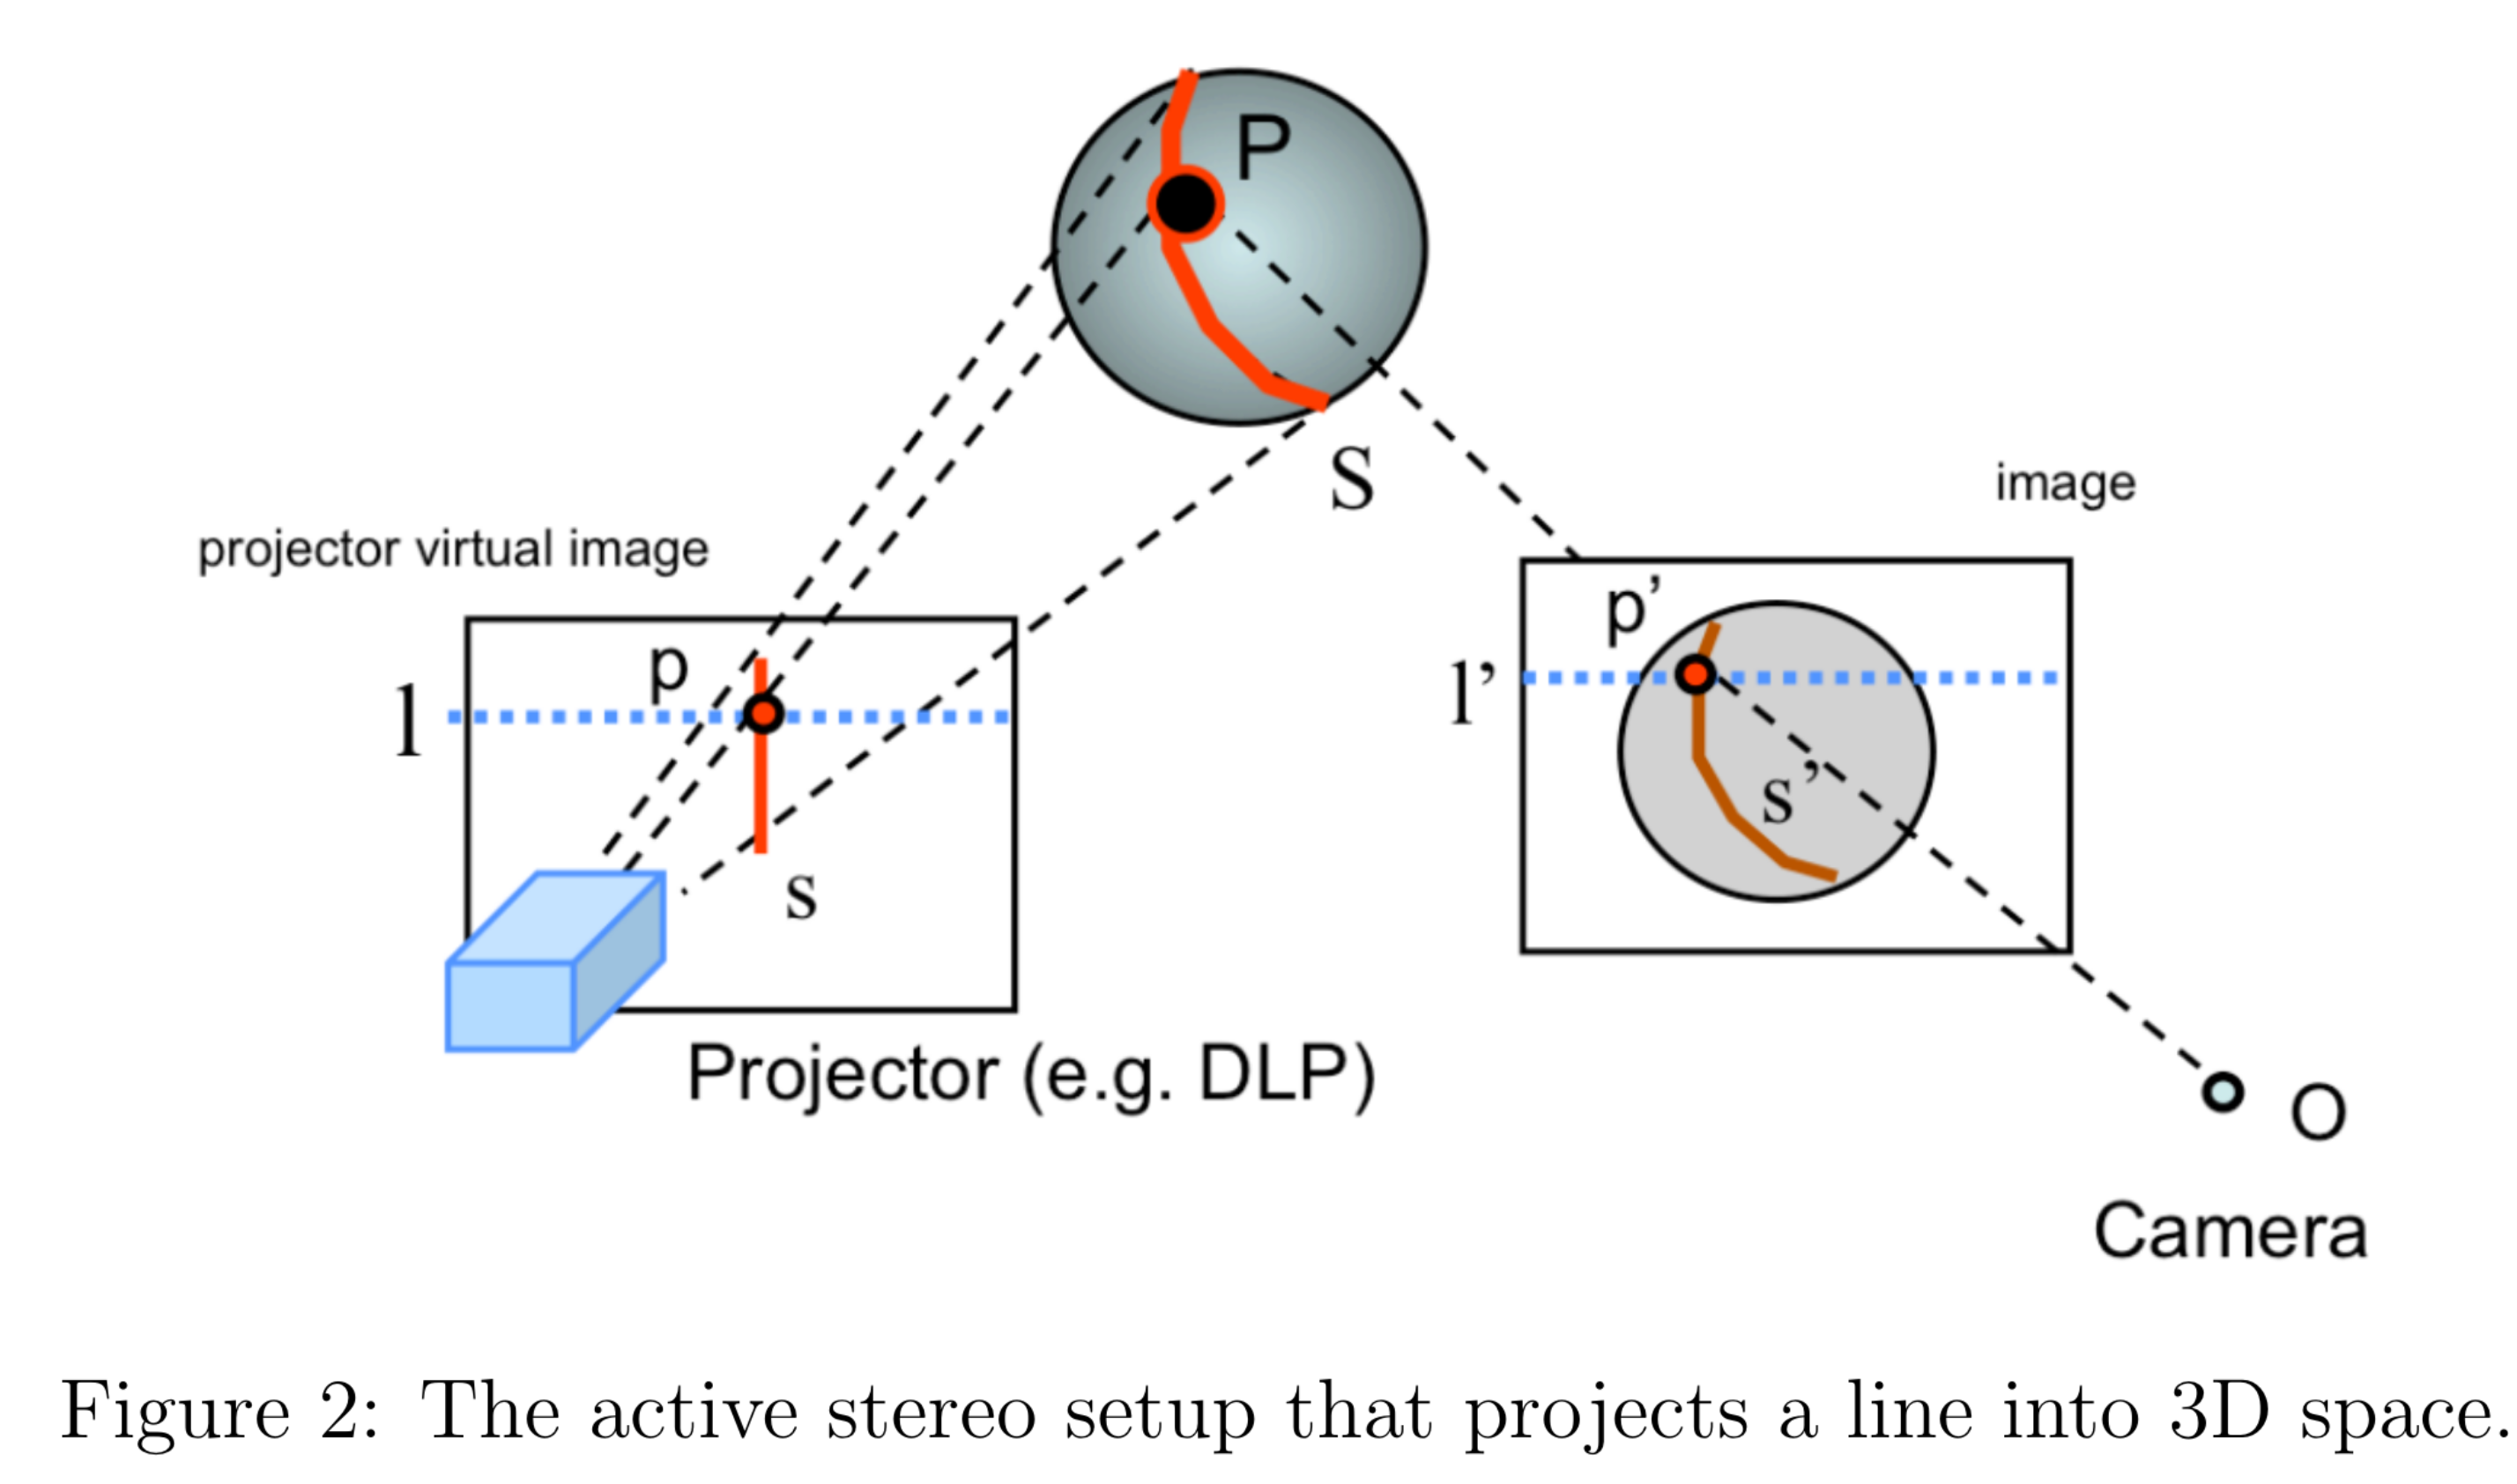 P
S
image
projector virtual image
p’
p
l’
l
s’
s
Projector (e.g. DLP)
O
Camera
Figure 2: The active stereo setup that projects a line into 3D space.